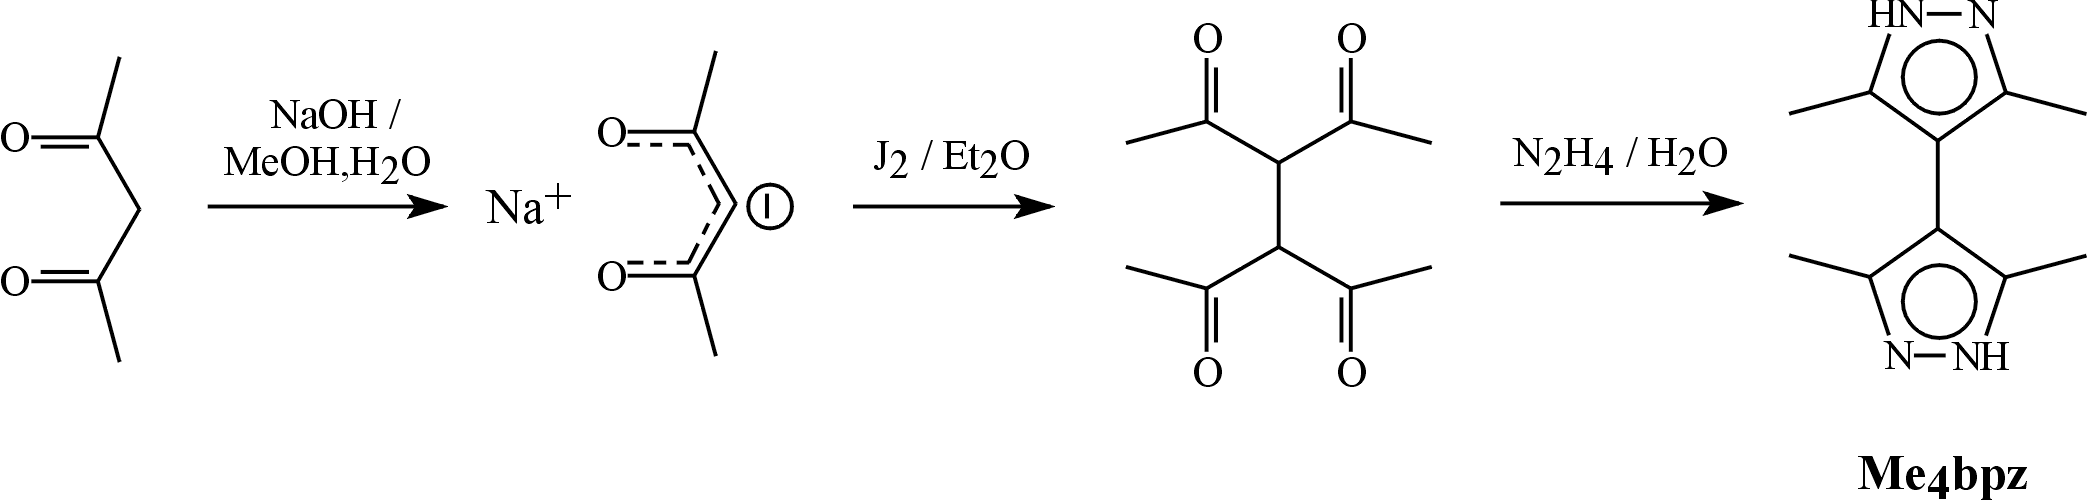 O
O
NaOH /
MeOH,H2O
Na+
O
O
J2 / Et2O
O O
O O
N2H4 / H2O
HN N
N NH
Me4bpz